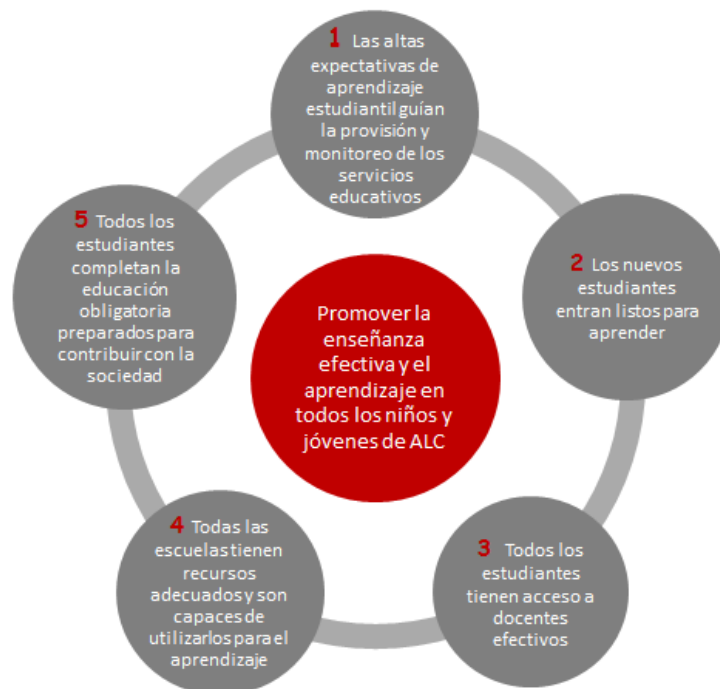 1 Las altas
expectativas de
aprendizaje
estudiantil guían
la provisión y
monitoreo de los
servicios
educativos
2 Los nuevos
estudiantes
entran listos para
aprender
3 Todos los
estudiantes
tienen acceso a
docentes
efectivos
4 Todas las
escuelas tienen
recursos
adecuados y son
capaces de
utilizarlos para el
aprendizaje
5 Todos los
estudiantes
completan la
educación
obligatoria
preparados para
contribuir con la
sociedad
Promover la
enseñanza
efectiva y el
aprendizaje en
todos los niños y
jóvenes de ALC